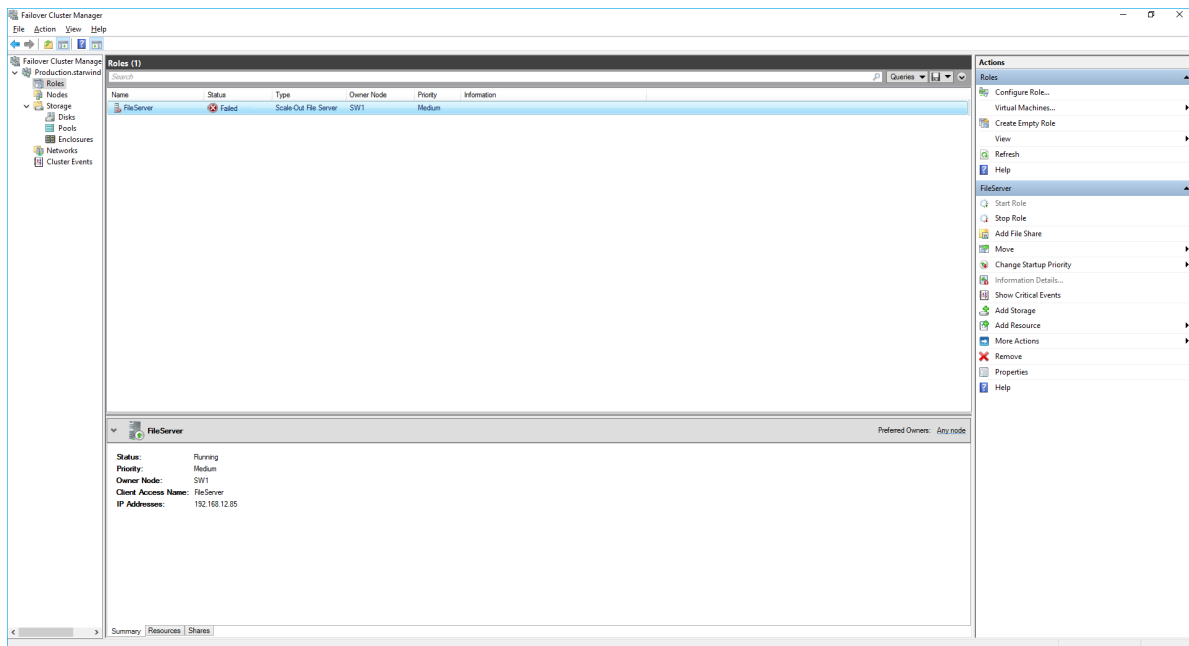 Failover Cluster Manager
File Action View Help
Failover Cluster Manage
Production.starwind
Roles
Nodes
Storage
Disks
Pools
Enclosures
Networks
Cluster Events
Roles (1)
Search
Queries
Name Status Type Owner Node Priority Information
FileServer Failed Scale-Out File Server SW1 Medium
FileServer
Preferred Owners: Any node
Status: Running
Priority: Medium
Owner Node: SW1
Client Access Name: FileServer
IP Addresses: 192.168.12.85
Summary Resources Shares
Actions
Roles
Configure Role...
Virtual Machines...
Create Empty Role
View
Refresh
Help
FileServer
Start Role
Stop Role
Add File Share
Move
Change Startup Priority
Information Details...
Show Critical Events
Add Storage
Add Resource
More Actions
Remove
Properties
Help